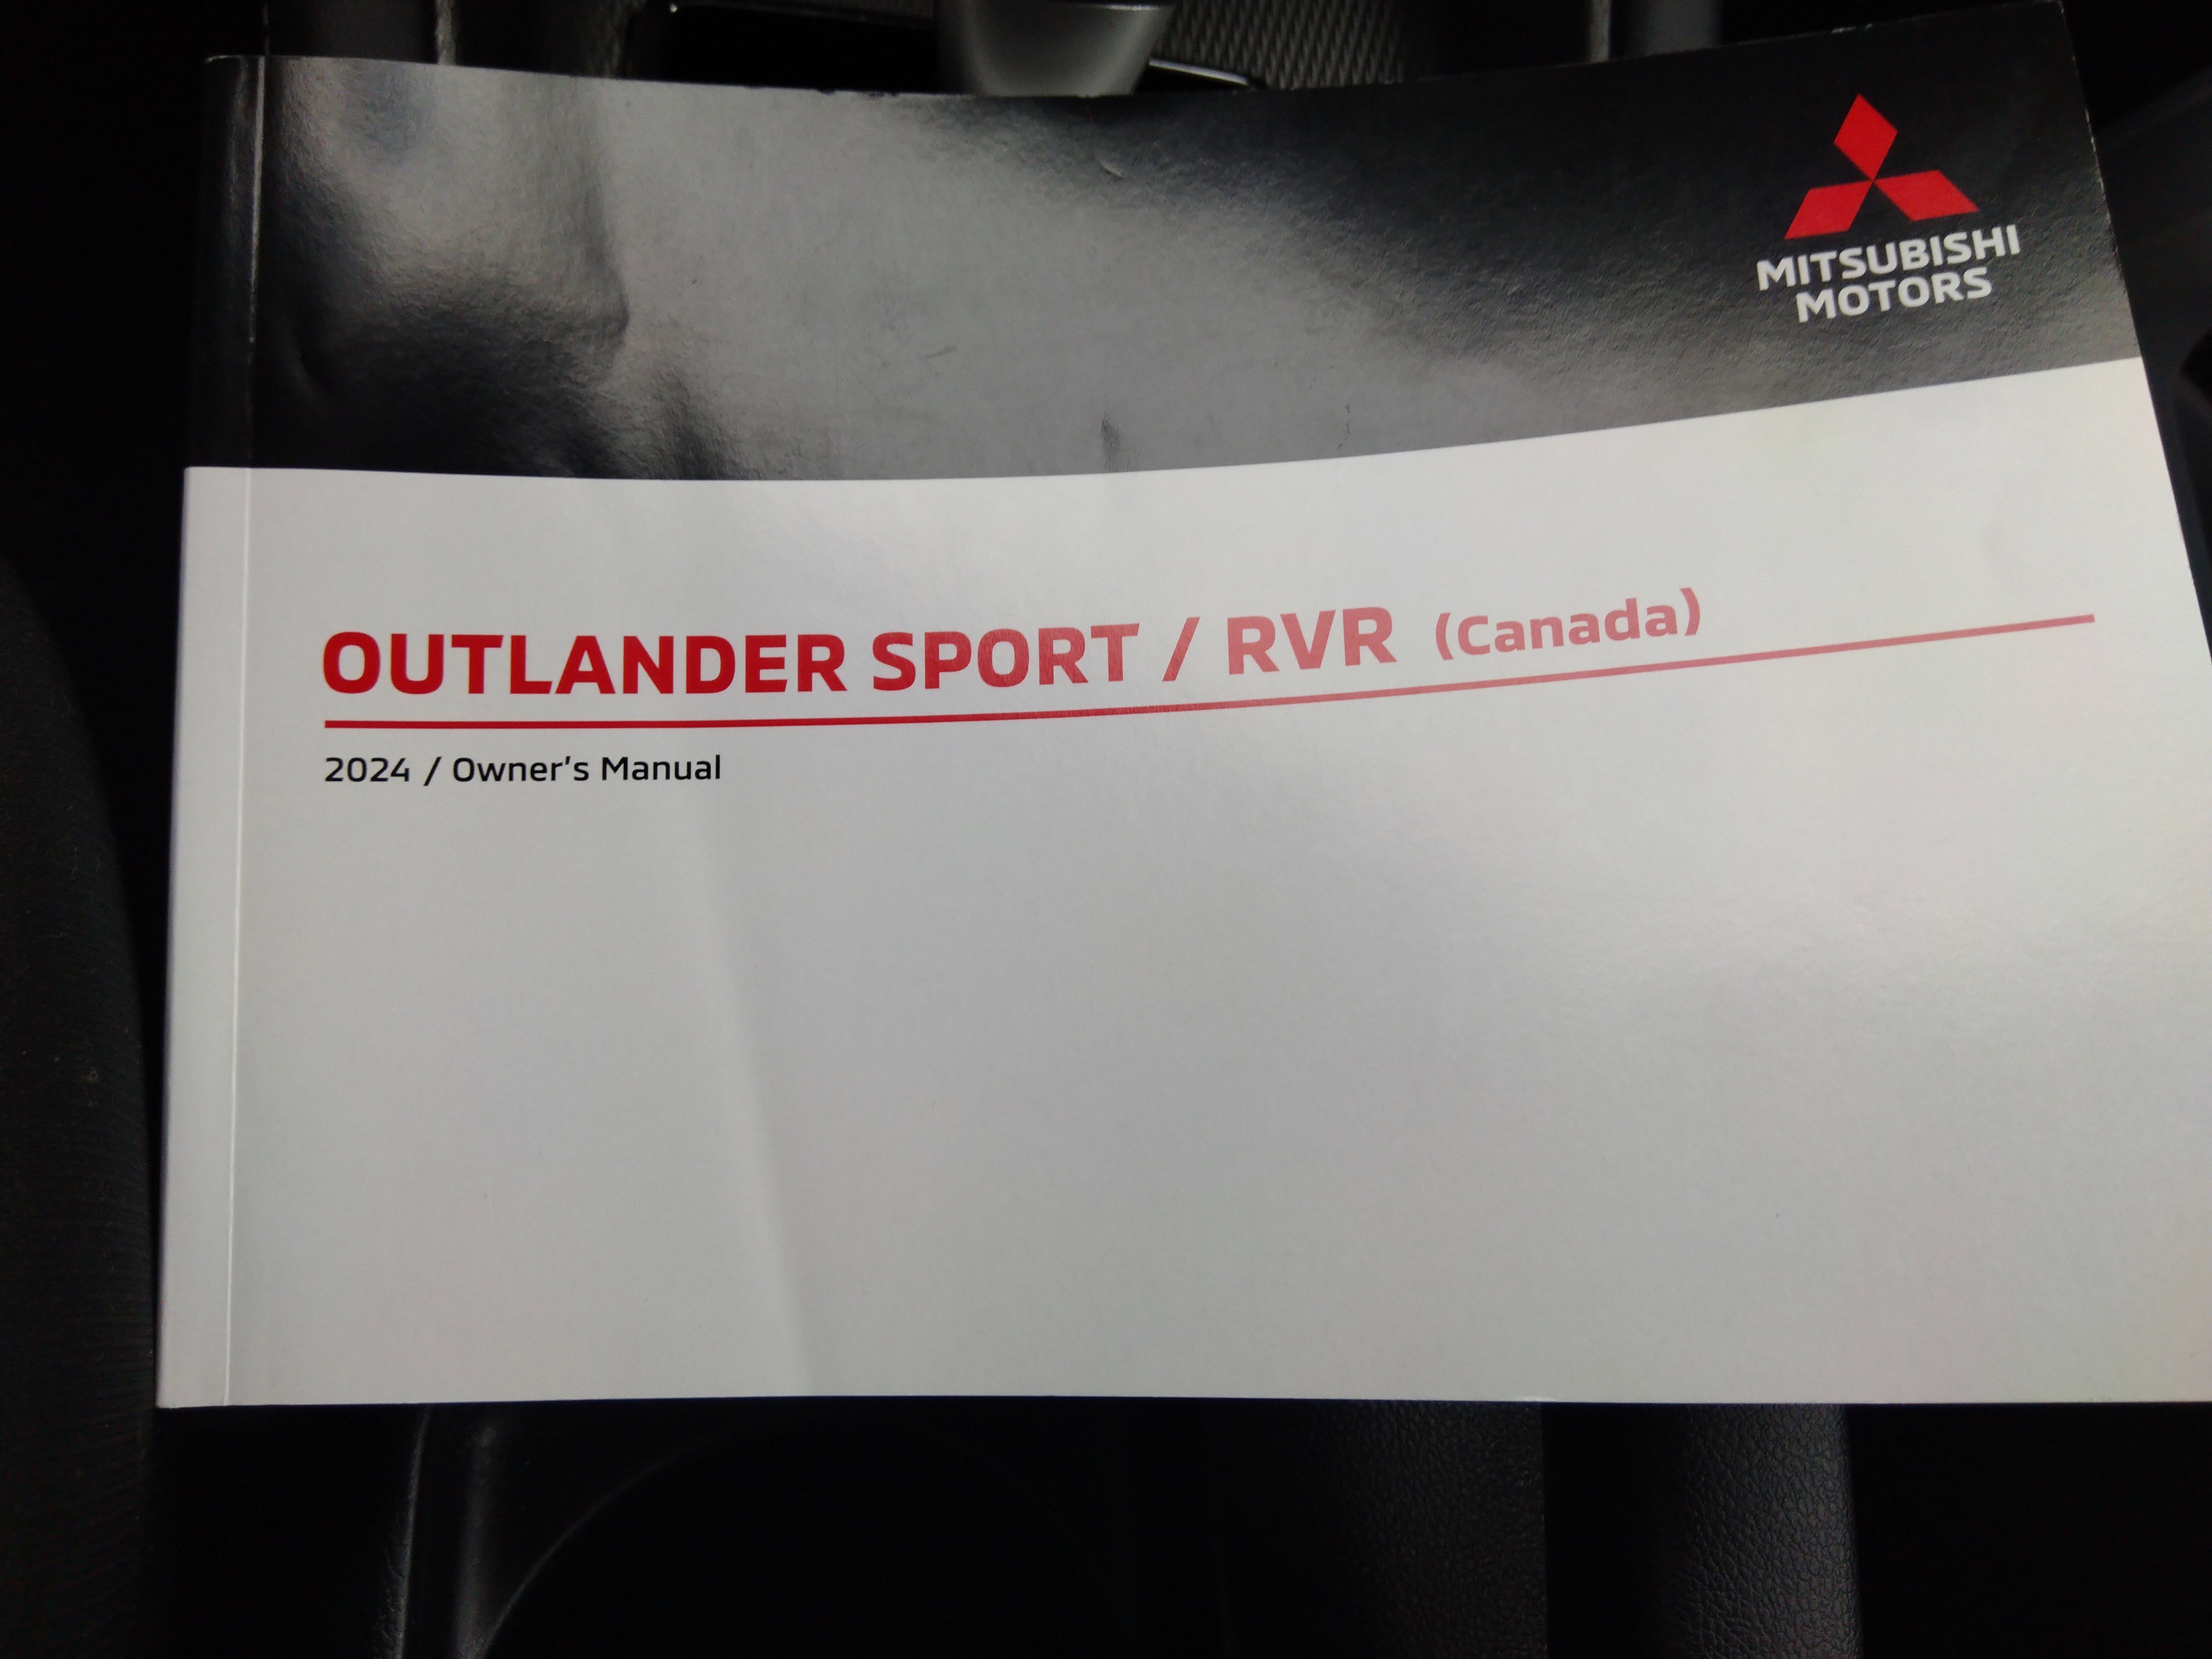 MITSUBISHI
MOTORS
OUTLANDER SPORT / RVR (Canada)
2024 / Owner's Manual